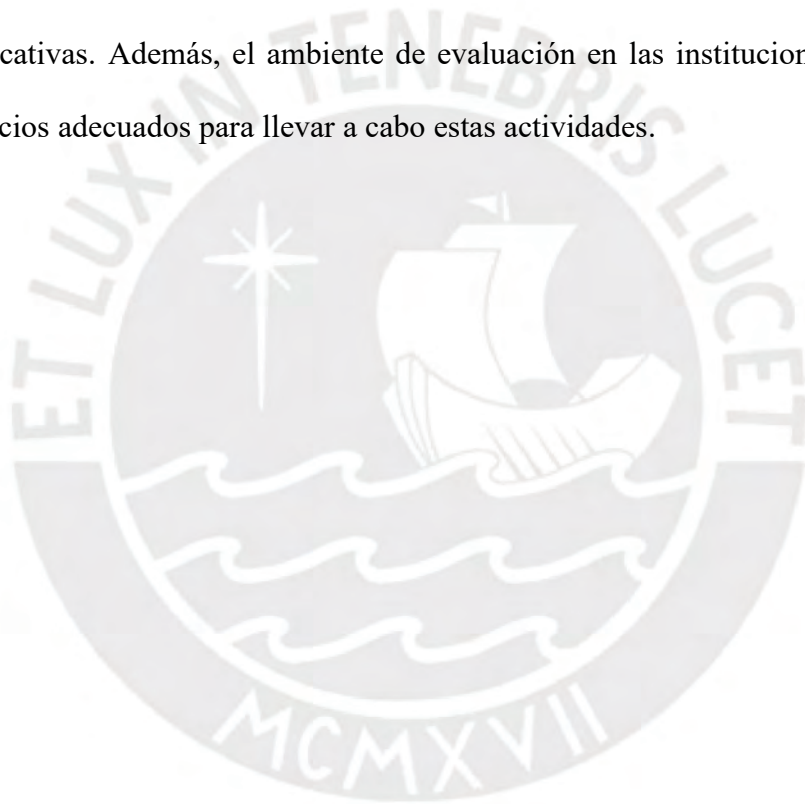 cativas. Además, el ambiente de evaluación en las institucion
cios adecuados para llevar a cabo estas actividades.
ET LUX IN TENEBRIS LUCET
MCMXVII